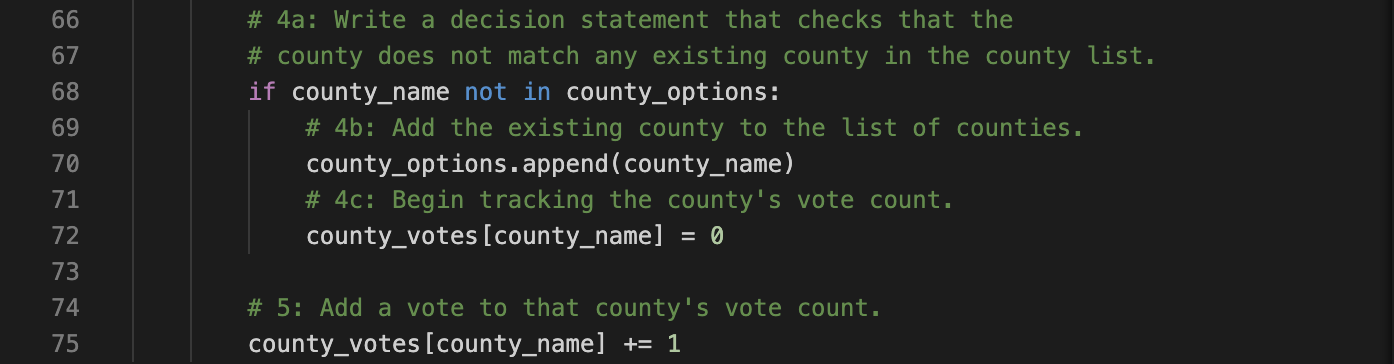 66 # 4a: Write a decision statement that checks that the
67 # county does not match any existing county in the county list.
68 if county_name not in county_options:
69 # 4b: Add the existing county to the list of counties.
70 county_options.append(county_name)
71 # 4c: Begin tracking the county's vote count.
72 county_votes[county_name] = 0
73
74 # 5: Add a vote to that county's vote count.
75 county_votes[county_name] += 1